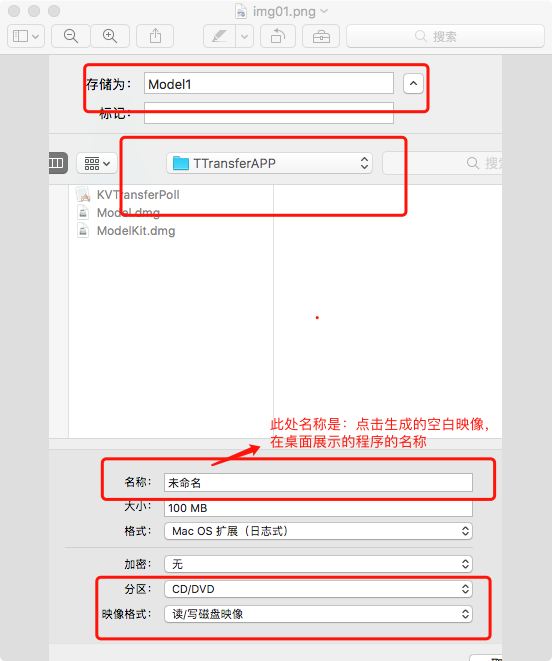 img01.png
搜索
存储为： Model1
标记：
TTransferAPP
搜
KVTransferPoll
Model.dmg
ModelKit.dmg
此处名称是：点击生成的空白映像，
在桌面展示的程序的名称
名称： 未命名
大小： 100 MB
格式： Mac OS 扩展（日志式）
加密： 无
分区： CD/DVD
映像格式： 读/写磁盘映像